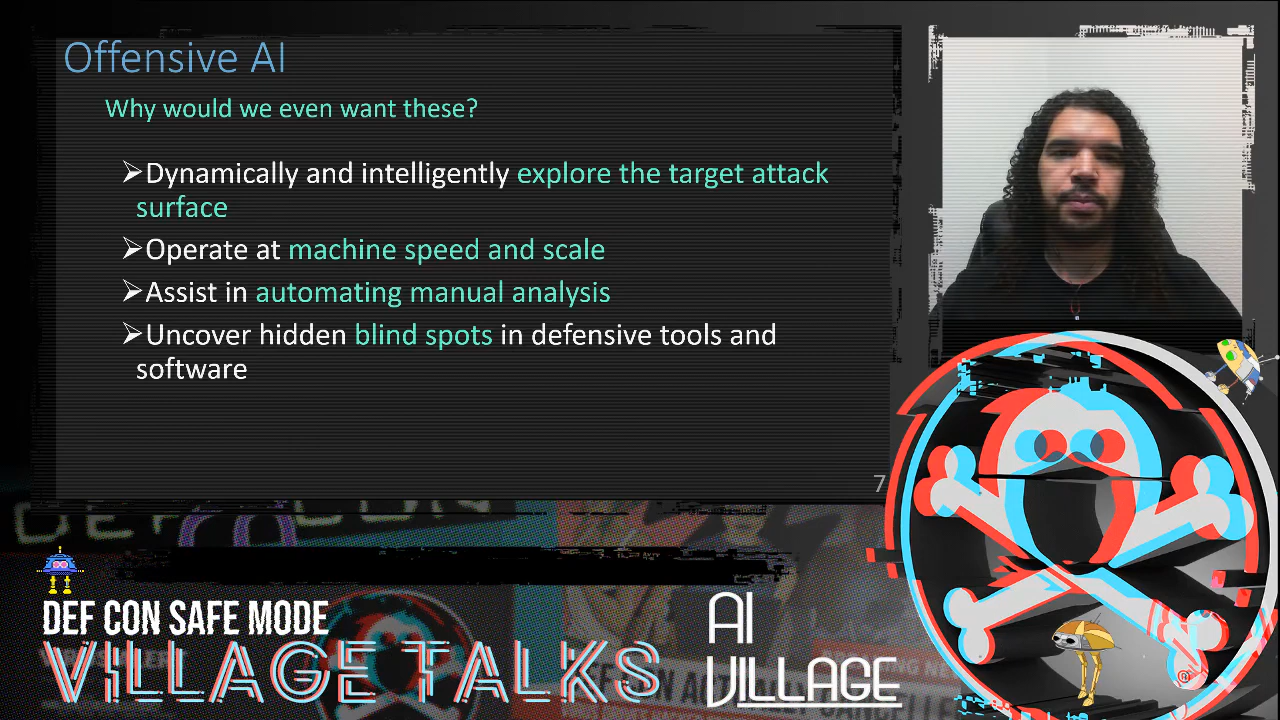 Offensive AI
Why would we even want these?
➢Dynamically and intelligently explore the target attack
surface
➢Operate at machine speed and scale
➢Assist in automating manual analysis
➢Uncover hidden blind spots in defensive tools and
software
7
DEF CON
DEF CON SAFE MODE
VILLAGE TALKS
AI
VILLAGE